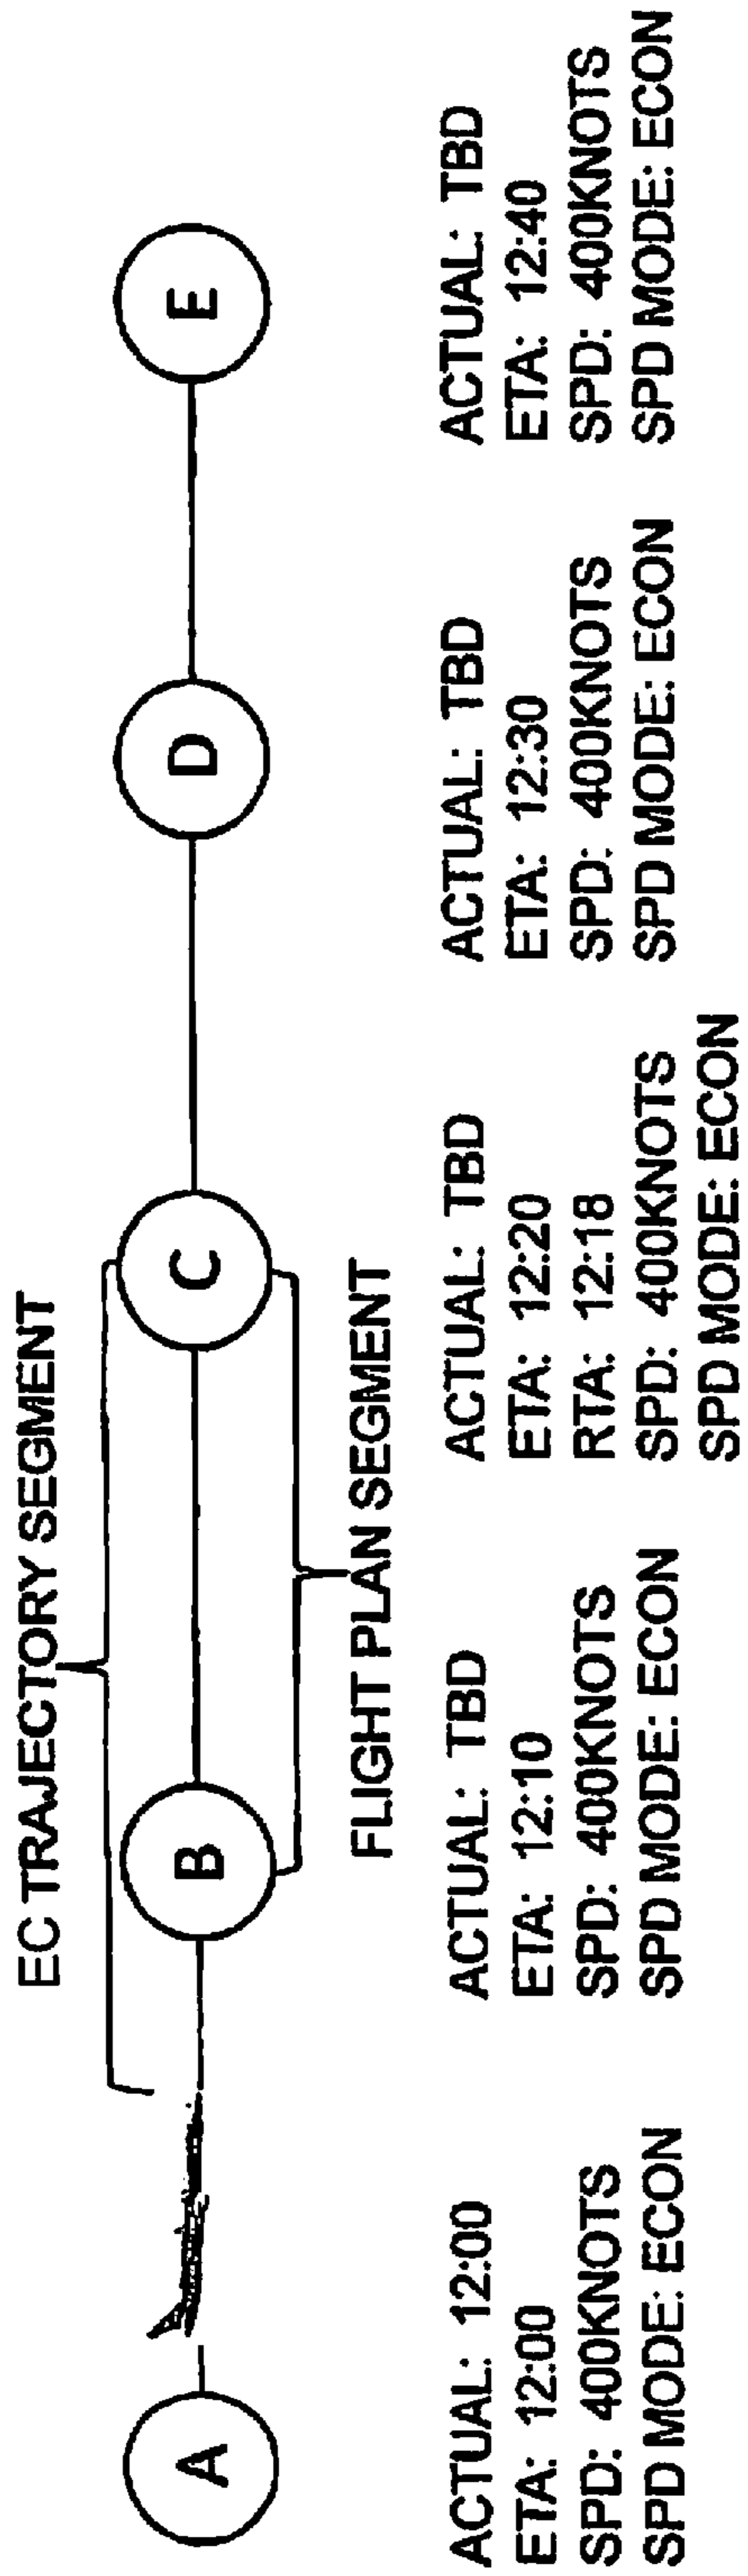 EC TRAJECTORY SEGMENT
A
B
C
D
E
FLIGHT PLAN SEGMENT
ACTUAL: 12:00
ETA: 12:00
SPD: 400KNOTS
SPD MODE: ECON
ACTUAL: TBD
ETA: 12:10
SPD: 400KNOTS
SPD MODE: ECON
ACTUAL: TBD
ETA: 12:20
RTA: 12:18
SPD: 400KNOTS
SPD MODE: ECON
ACTUAL: TBD
ETA: 12:30
SPD: 400KNOTS
SPD MODE: ECON
ACTUAL: TBD
ETA: 12:40
SPD: 400KNOTS
SPD MODE: ECON